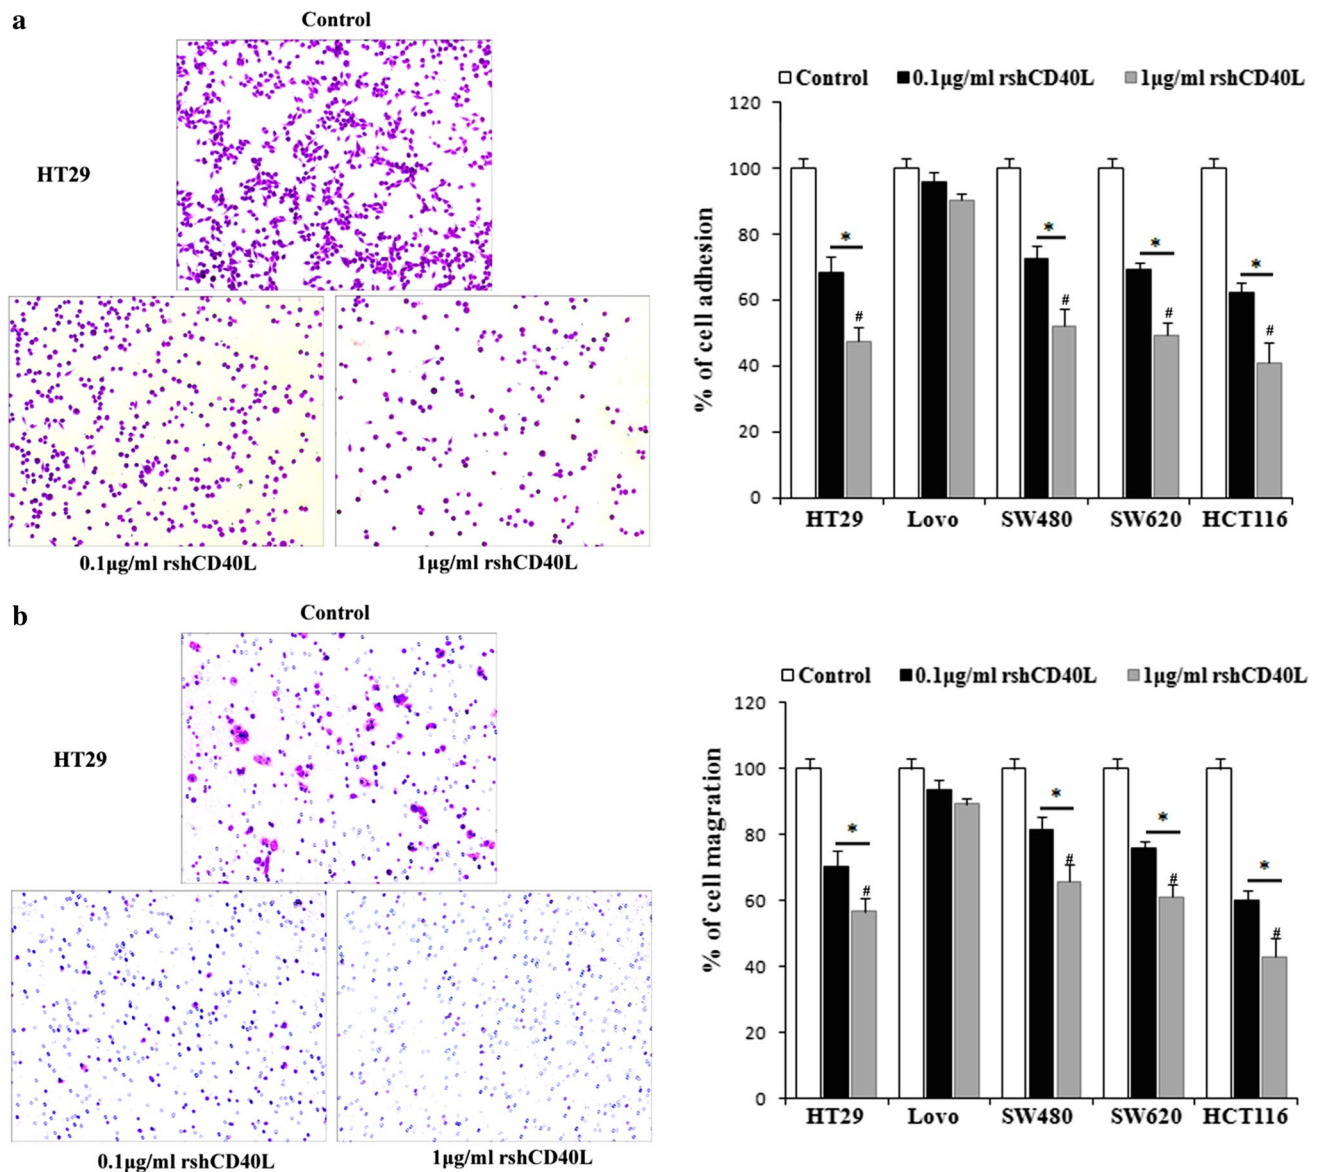 a
Control
HT29
0.1µg/ml rshCD40L
1µg/ml rshCD40L
Control 0.1µg/ml rshCD40L 1µg/ml rshCD40L
% of cell adhesion
120
100
80
60
40
20
0
* * * *
# # # #
HT29 Lovo SW480 SW620 HCT116
b
Control
HT29
0.1µg/ml rshCD40L
1µg/ml rshCD40L
Control 0.1µg/ml rshCD40L 1µg/ml rshCD40L
% of cell magration
120
100
80
60
40
20
0
* * * *
# # # #
HT29 Lovo SW480 SW620 HCT116